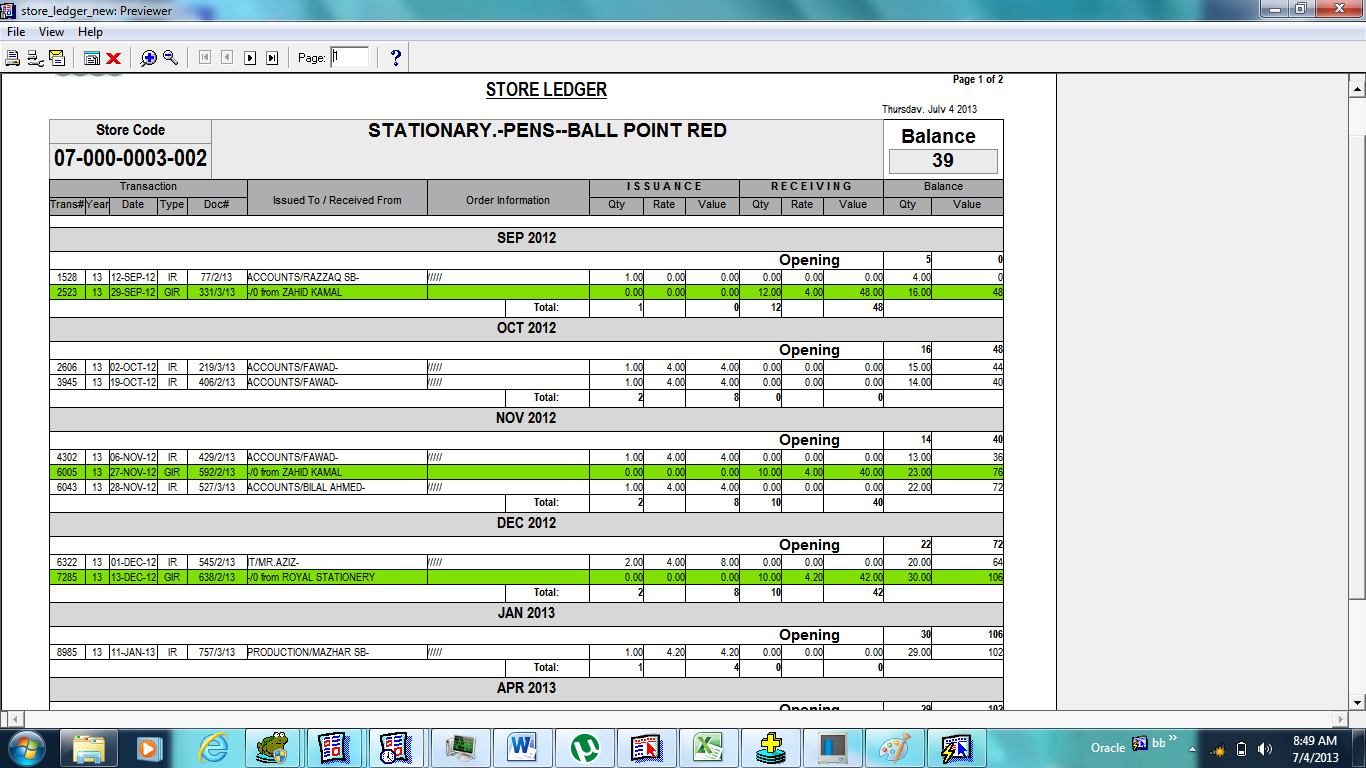 store_ledger_new: Previewer
File View Help
Page: 1
Page 1 of 2
STORE LEDGER
Thursday, July 4 2013
Store Code STATIONARY.-PENS--BALL POINT RED Balance
07-000-0003-002 39
Transaction Issued To / Received From Order Information I S S U A N C E R E C E I V I N G Balance
Trans# Year Date Type Doc# Qty Rate Value Qty Rate Value Qty Value
SEP 2012
Opening 5 0
1528 13 12-SEP-12 IR 77/2/13 ACCOUNTS/RAZZAQ SB- ///// 1.00 0.00 0.00 0.00 0.00 0.00 4.00 0
2523 13 29-SEP-12 GIR 331/3/13 -/0 from ZAHID KAMAL 0.00 0.00 0.00 12.00 4.00 48.00 16.00 48
Total: 1 0 12 48
OCT 2012
Opening 16 48
2606 13 02-OCT-12 IR 219/3/13 ACCOUNTS/FAWAD- ///// 1.00 4.00 4.00 0.00 0.00 0.00 15.00 44
3945 13 19-OCT-12 IR 406/2/13 ACCOUNTS/FAWAD- ///// 1.00 4.00 4.00 0.00 0.00 0.00 14.00 40
Total: 2 8 0 0
NOV 2012
Opening 14 40
4302 13 06-NOV-12 IR 429/2/13 ACCOUNTS/FAWAD- ///// 1.00 4.00 4.00 0.00 0.00 0.00 13.00 36
6005 13 27-NOV-12 GIR 592/2/13 -/0 from ZAHID KAMAL 0.00 0.00 0.00 10.00 4.00 40.00 23.00 76
6043 13 28-NOV-12 IR 527/3/13 ACCOUNTS/BILAL AHMED- ///// 1.00 4.00 4.00 0.00 0.00 0.00 22.00 72
Total: 2 8 10 40
DEC 2012
Opening 22 72
6322 13 01-DEC-12 IR 545/2/13 IT/MR.AZIZ- ///// 2.00 4.00 8.00 0.00 0.00 0.00 20.00 64
7285 13 13-DEC-12 GIR 638/2/13 -/0 from ROYAL STATIONERY 0.00 0.00 0.00 10.00 4.20 42.00 30.00 106
Total: 2 8 10 42
JAN 2013
Opening 30 106
8985 13 11-JAN-13 IR 757/3/13 PRODUCTION/MAZHAR SB- ///// 1.00 4.20 4.20 0.00 0.00 0.00 29.00 102
Total: 1 4 0 0
APR 2013
Opening 29 102
Oracle bb
8:49 AM
7/4/2013